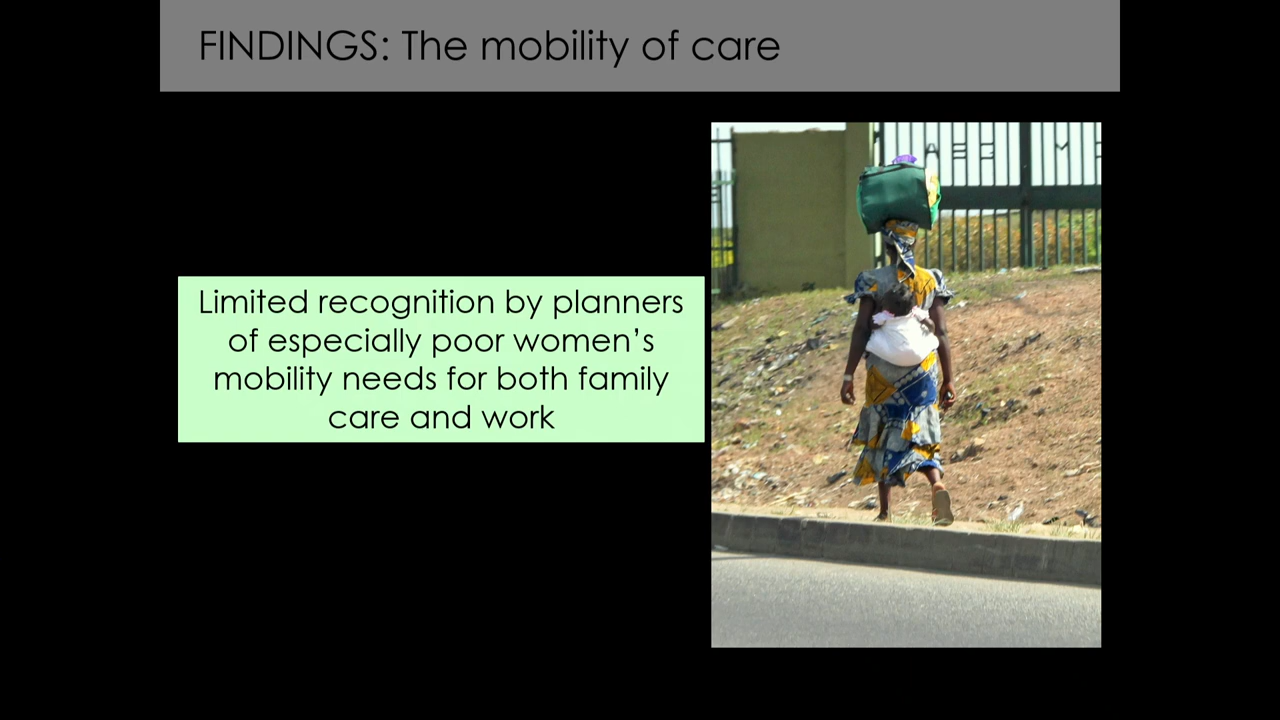 FINDINGS: The mobility of care
Limited recognition by planners
of especially poor women’s
mobility needs for both family
care and work